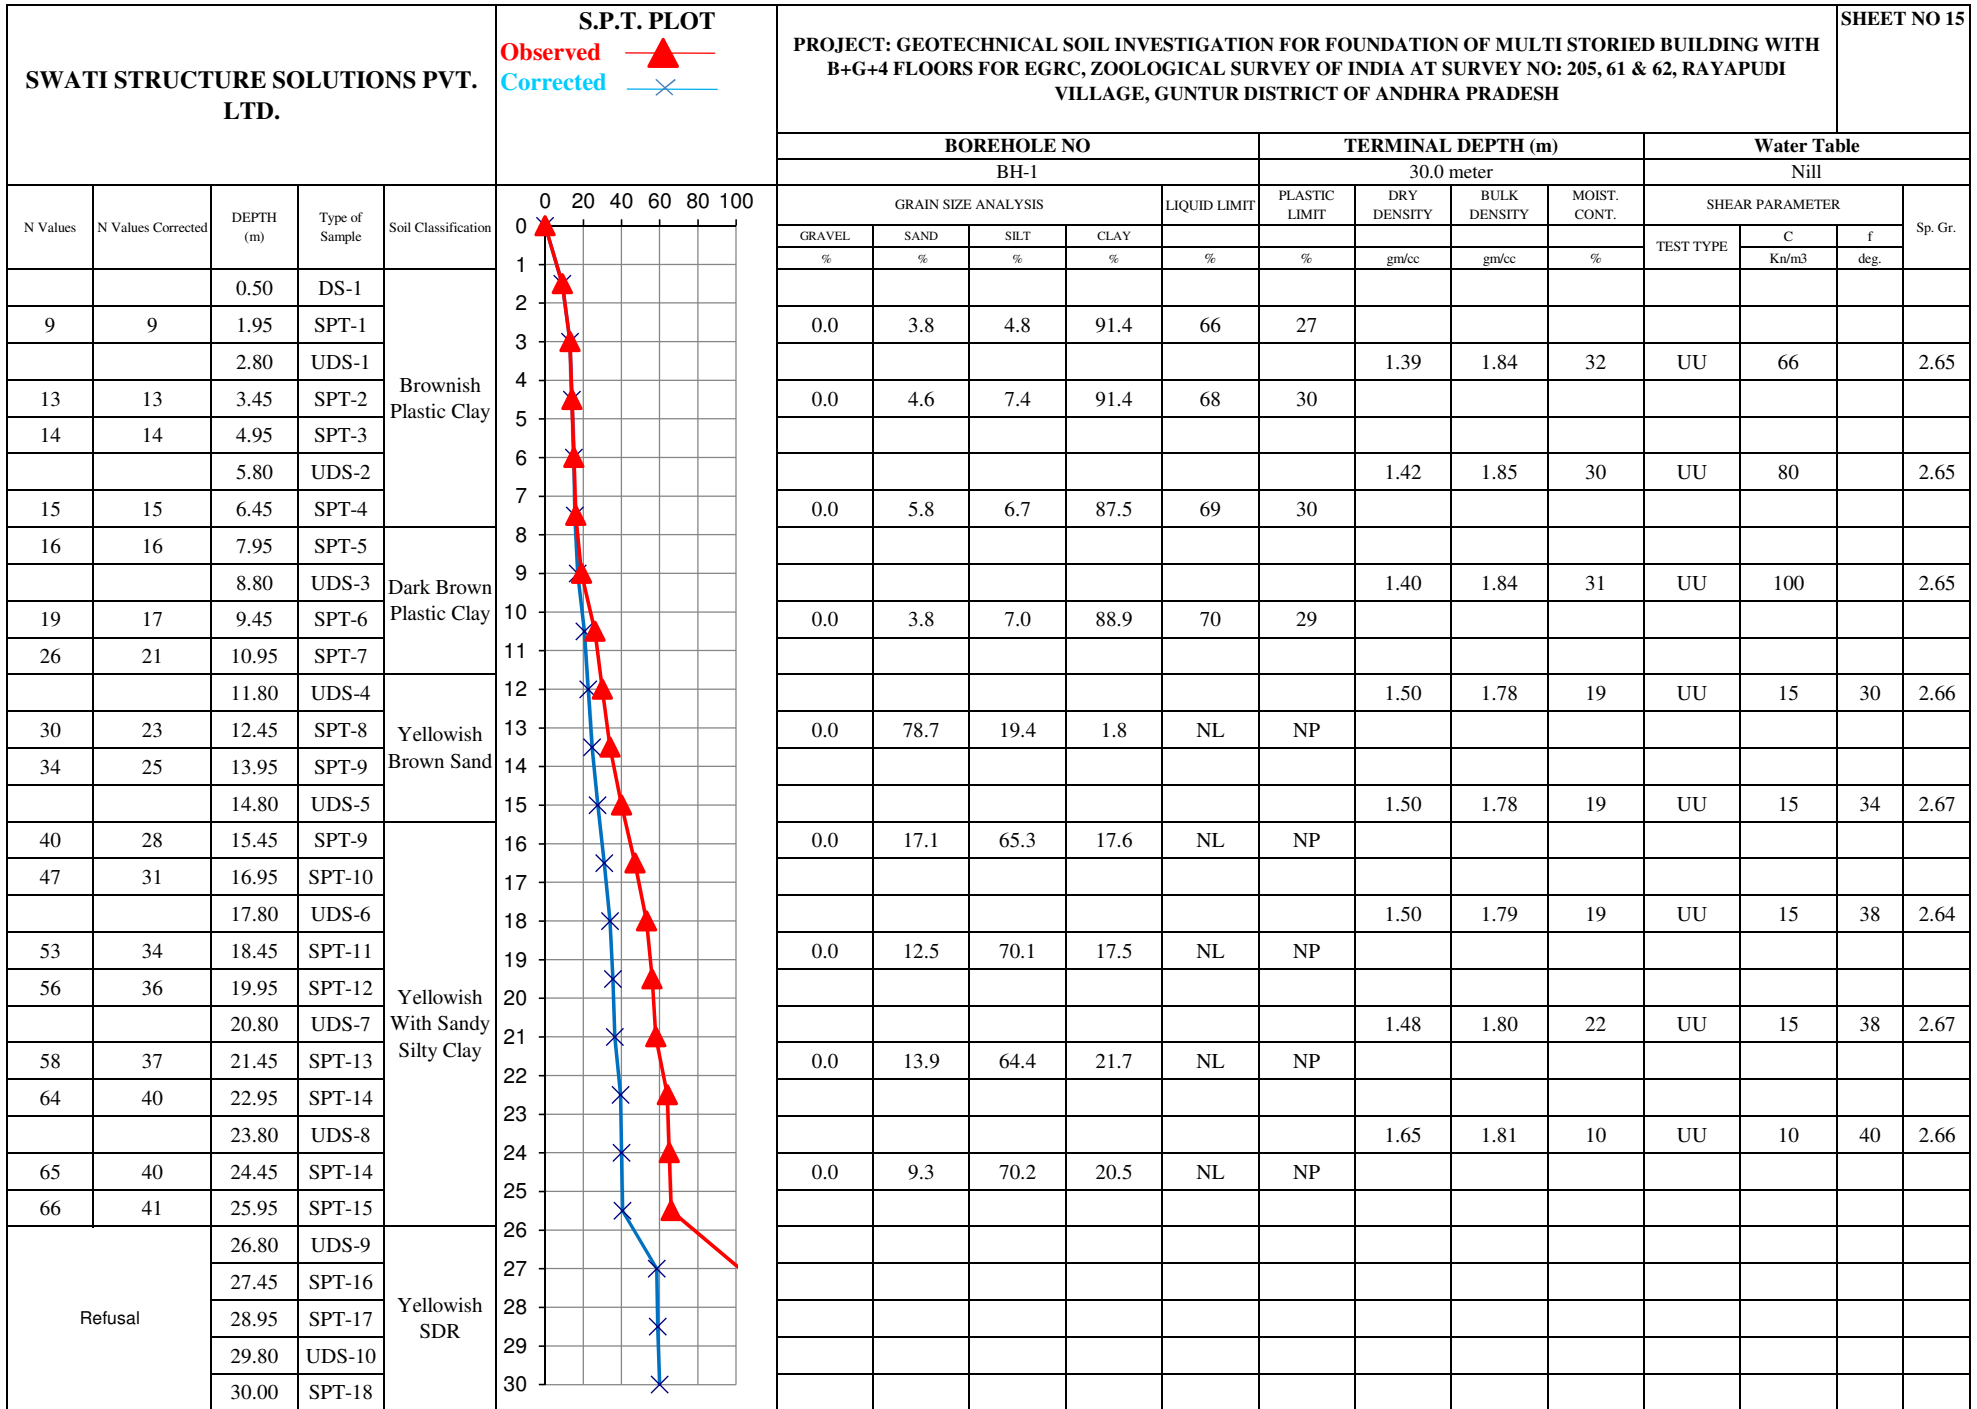 SWATI STRUCTURE SOLUTIONS PVT.
LTD.
S.P.T. PLOT
Observed
Corrected
PROJECT: GEOTECHNICAL SOIL INVESTIGATION FOR FOUNDATION OF MULTI STORIED BUILDING WITH
B+G+4 FLOORS FOR EGRC, ZOOLOGICAL SURVEY OF INDIA AT SURVEY NO: 205, 61 & 62, RAYAPUDI
VILLAGE, GUNTUR DISTRICT OF ANDHRA PRADESH
SHEET NO 15
BOREHOLE NO TERMINAL DEPTH (m) Water Table
BH-1 30.0 meter Nill
N Values N Values Corrected DEPTH (m) Type of Sample Soil Classification
0 20 40 60 80 100
GRAIN SIZE ANALYSIS LIQUID LIMIT PLASTIC LIMIT DRY DENSITY BULK DENSITY MOIST. CONT. SHEAR PARAMETER Sp. Gr.
GRAVEL SAND SILT CLAY TEST TYPE C f
% % % % % % gm/cc gm/cc % Kn/m3 deg.
0
1
2
3
4
5
6
7
8
9
10
11
12
13
14
15
16
17
18
19
20
21
22
23
24
25
26
27
28
29
30
0.50 DS-1
9 9 1.95 SPT-1 0.0 3.8 4.8 91.4 66 27
2.80 UDS-1 1.39 1.84 32 UU 66 2.65
Brownish
Plastic Clay
13 13 3.45 SPT-2 0.0 4.6 7.4 91.4 68 30
14 14 4.95 SPT-3
5.80 UDS-2 1.42 1.85 30 UU 80 2.65
15 15 6.45 SPT-4 0.0 5.8 6.7 87.5 69 30
16 16 7.95 SPT-5
8.80 UDS-3 1.40 1.84 31 UU 100 2.65
Dark Brown
Plastic Clay
19 17 9.45 SPT-6 0.0 3.8 7.0 88.9 70 29
26 21 10.95 SPT-7
11.80 UDS-4 1.50 1.78 19 UU 15 30 2.66
30 23 12.45 SPT-8 0.0 78.7 19.4 1.8 NL NP
Yellowish
Brown Sand
34 25 13.95 SPT-9
14.80 UDS-5 1.50 1.78 19 UU 15 34 2.67
40 28 15.45 SPT-9 0.0 17.1 65.3 17.6 NL NP
47 31 16.95 SPT-10
17.80 UDS-6 1.50 1.79 19 UU 15 38 2.64
53 34 18.45 SPT-11 0.0 12.5 70.1 17.5 NL NP
56 36 19.95 SPT-12
Yellowish
With Sandy
Silty Clay
20.80 UDS-7 1.48 1.80 22 UU 15 38 2.67
58 37 21.45 SPT-13 0.0 13.9 64.4 21.7 NL NP
64 40 22.95 SPT-14
23.80 UDS-8 1.65 1.81 10 UU 10 40 2.66
65 40 24.45 SPT-14 0.0 9.3 70.2 20.5 NL NP
66 41 25.95 SPT-15
26.80 UDS-9
27.45 SPT-16
Refusal 28.95 SPT-17
Yellowish
SDR
29.80 UDS-10
30.00 SPT-18